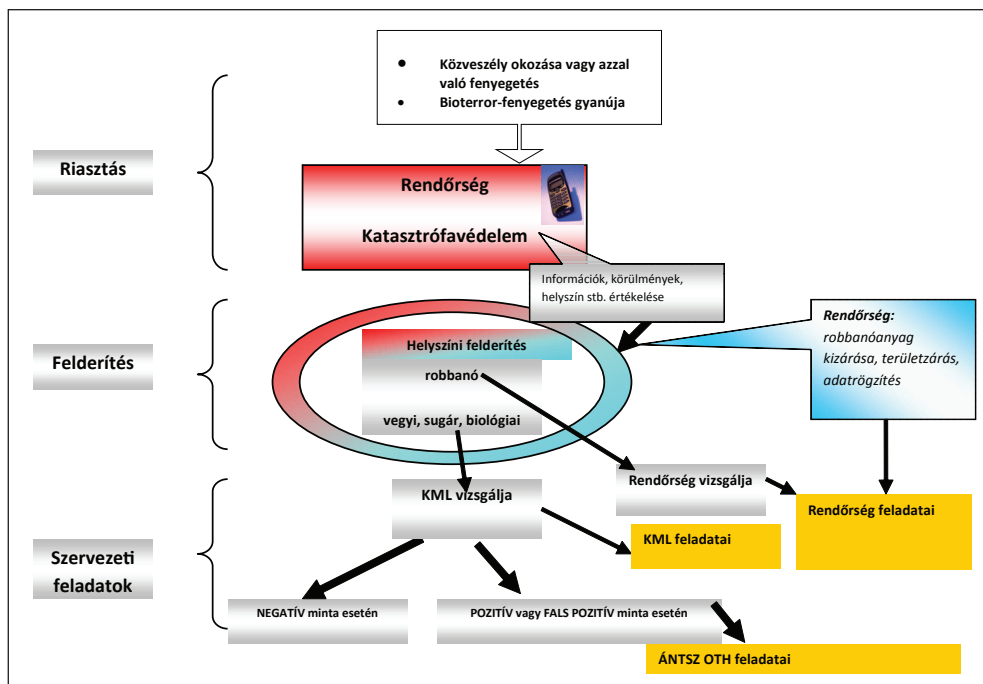 • Közveszély okozása vagy azzal
való fenyegetés
• Bioterror-fenyegetés gyanúja
Riasztás
Rendőrség
Katasztrófavédelem
Információk, körülmények,
helyszín stb. értékelése
Rendőrség:
robbanóanyag
kizárása, területzárás,
adatrögzítés
Felderítés
Helyszíni felderítés
robbanó
vegyi, sugár, biológiai
KML vizsgálja
Rendőrség vizsgálja
Rendőrség feladatai
KML feladatai
Szervezeti
feladatok
NEGATÍV minta esetén
POZITÍV vagy FALS POZITÍV minta esetén
ÁNTSZ OTH feladatai